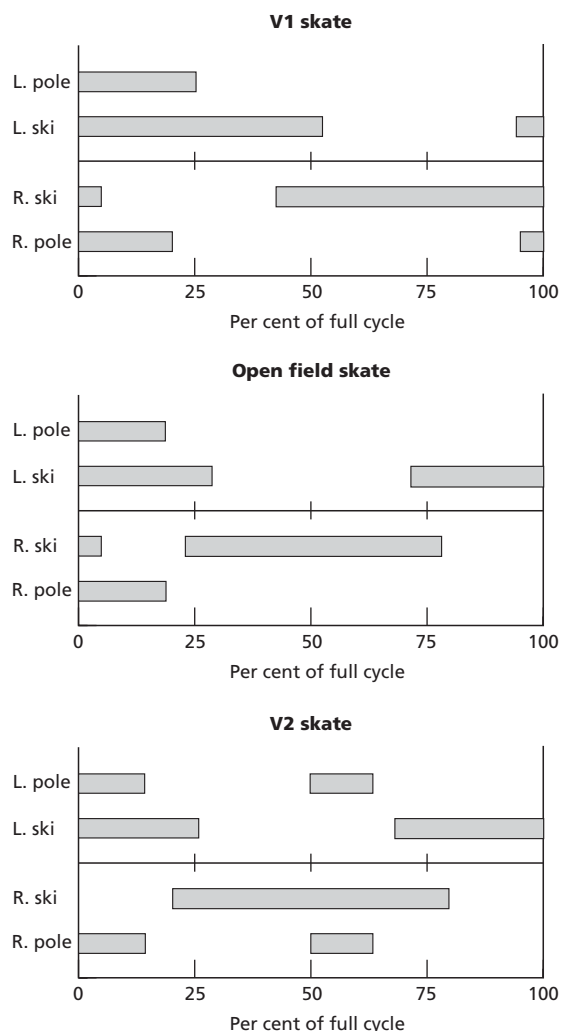 V1 skate
L. pole
L. ski
R. ski
R. pole
0 25 50 75 100
Per cent of full cycle
Open field skate
L. pole
L. ski
R. ski
R. pole
0 25 50 75 100
Per cent of full cycle
V2 skate
L. pole
L. ski
R. ski
R. pole
0 25 50 75 100
Per cent of full cycle